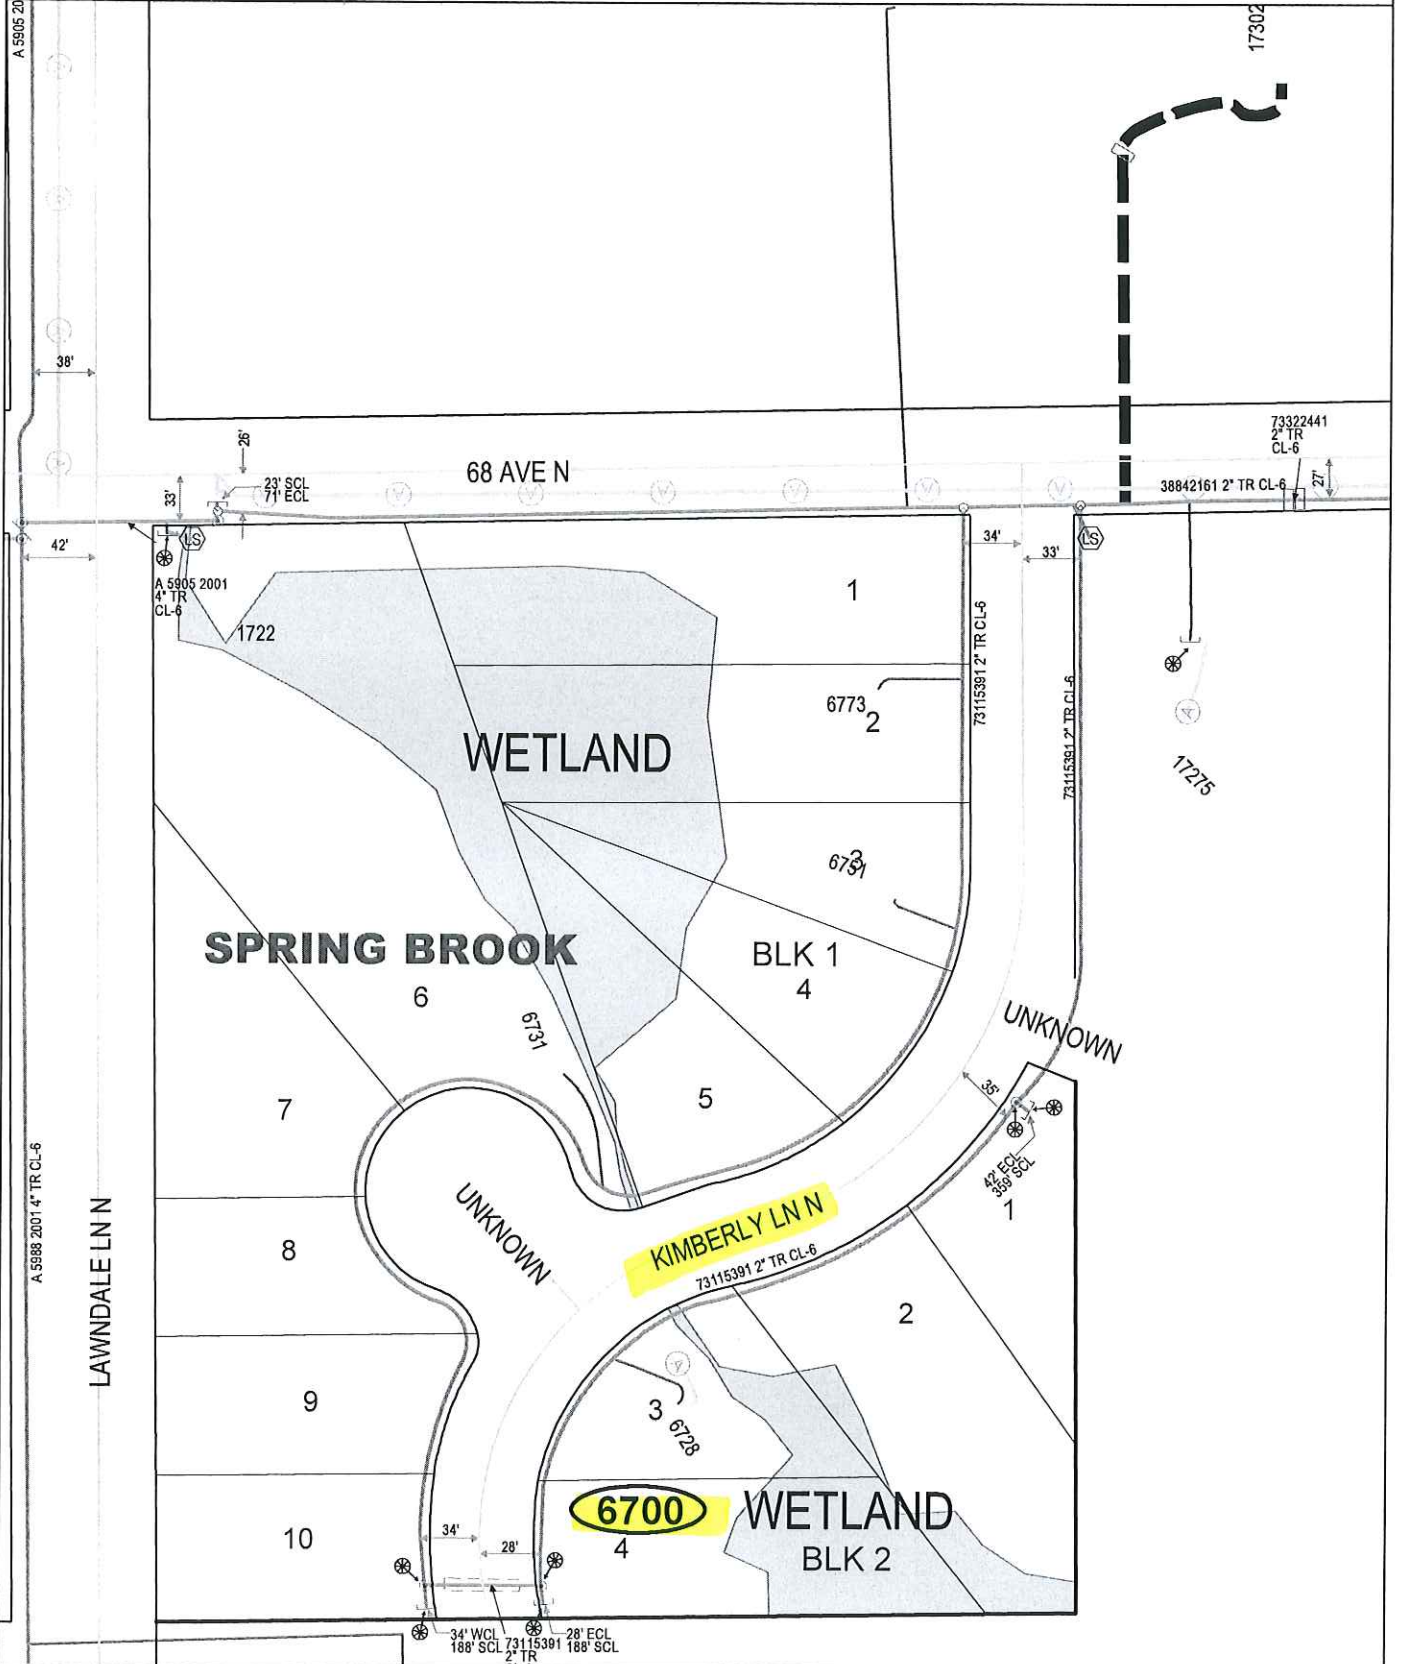 A 5905 20
17302
38'
26'
68 AVE N
73322441
2" TR
CL-6
23' SCL
71' ECL
33'
38842161 2" TR CL-6
27'
42'
LS
34'
33'
LS
A 5905 2001
4" TR
CL-6
1722
1
73115391 2" TR CL-6
73115391 2" TR CL-6
6773
2
WETLAND
17275
3
6751
SPRING BROOK
BLK 1
4
6
6731
UNKNOWN
35'
5
7
42' ECL
359' SCL
1
A 5988 2001 4" TR CL-6
LAWNDALE LN N
UNKNOWN
KIMBERLY LN N
73115391 2" TR CL-6
8
2
9
3
6728
6700
WETLAND
BLK 2
4
10
34'
28'
34' WCL
188' SCL
73115391
2" TR
28' ECL
188' SCL